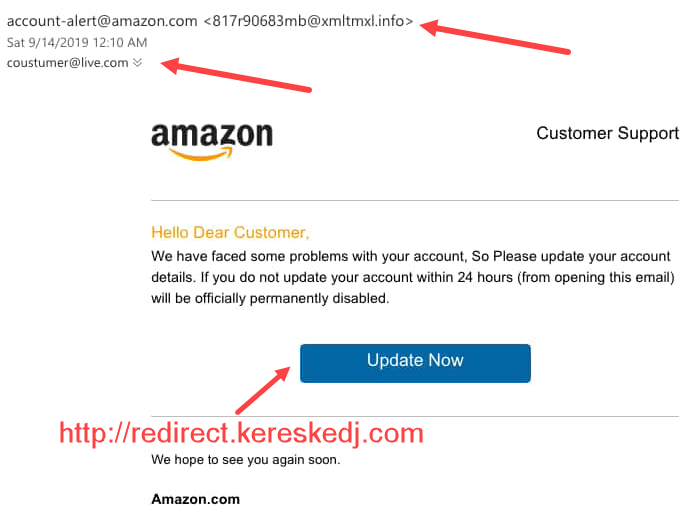 account-alert@amazon.com <817r90683mb@xmltmxl.info>
Sat 9/14/2019 12:10 AM
coustumer@live.com
amazon
Customer Support
Hello Dear Customer,
We have faced some problems with your account, So Please update your account
details. If you do not update your account within 24 hours (from opening this email)
will be officially permanently disabled.
Update Now
http://redirect.kereskedj.com
We hope to see you again soon.
Amazon.com